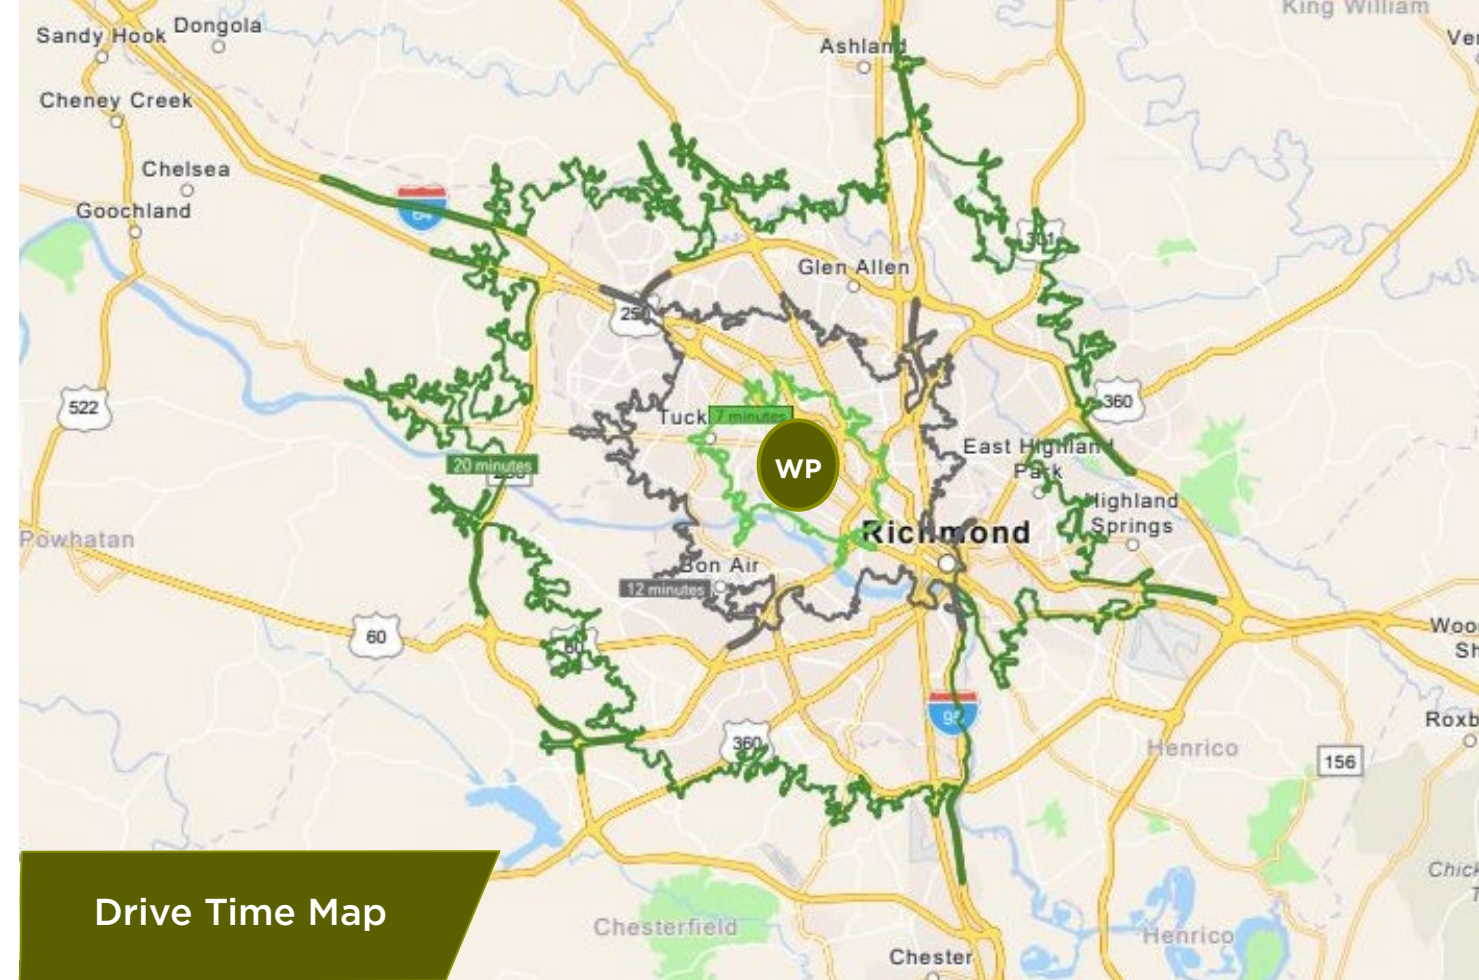 King William
Dongola
Sandy Hook
Ashland
Cheney Creek
Chelsea
64
Goochland
301
Glen Allen
250
360
522
Tuck
7 minutes
East Highland
Park
20 minutes
WP
Highland
Springs
Richmond
Powhatan
Bon Air
12 minutes
60
60
95
360
Henrico
156
Drive Time Map
Chesterfield
Henrico
Chester